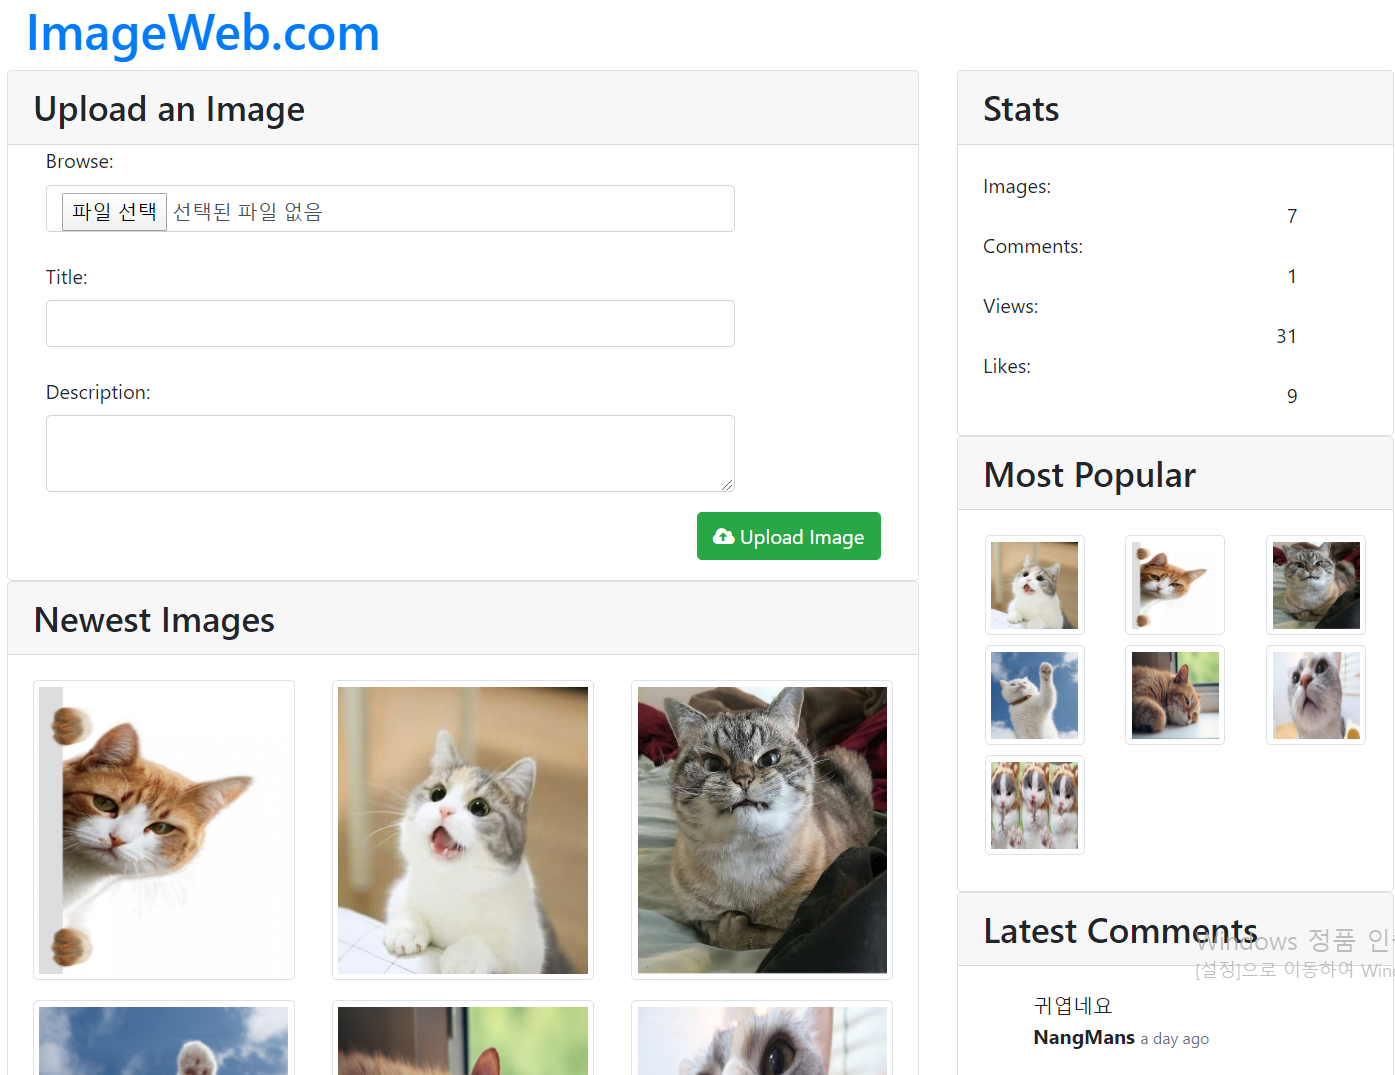 ImageWeb.com
Upload an Image
Browse:
파일 선택 선택된 파일 없음
Title:
Description:
Upload Image
Newest Images
Stats
Images:
7
Comments:
1
Views:
31
Likes:
9
Most Popular
Latest Comments
Windows 정품 인
[설정]으로 이동하여 Win
귀엽네요
NangMans a day ago